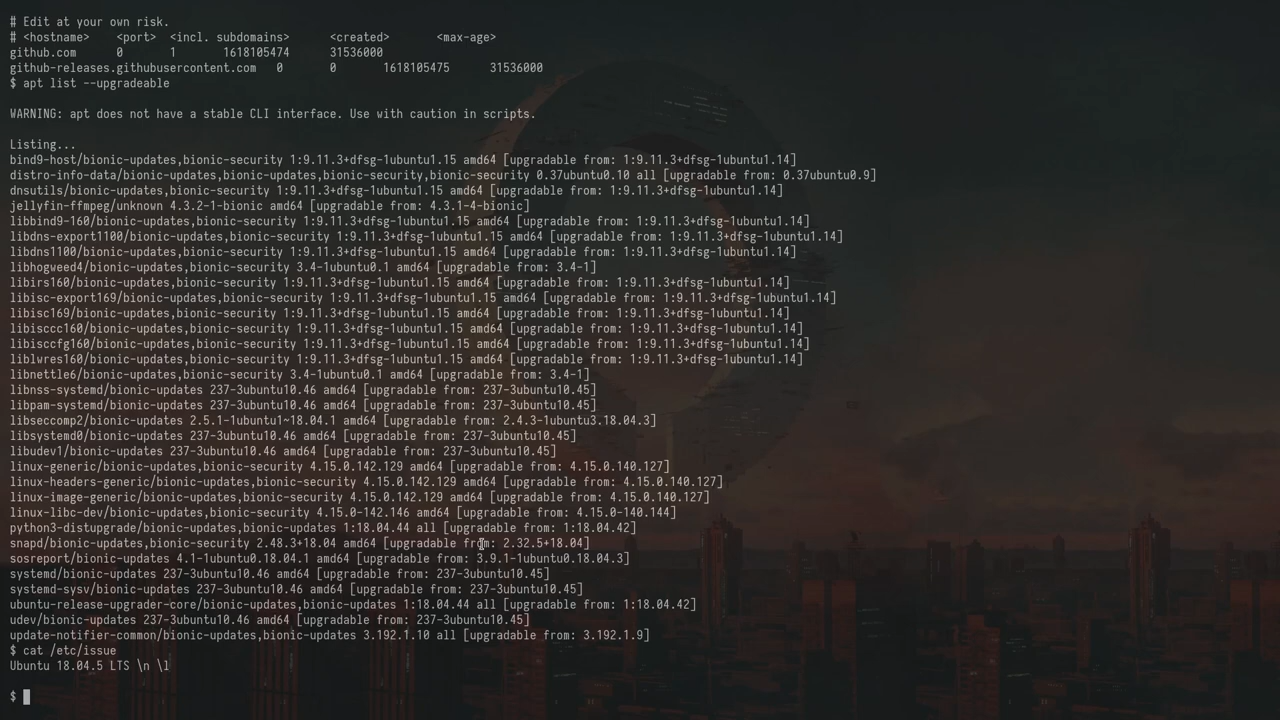 # Edit at your own risk.
# <hostname> <port> <incl. subdomains> <created> <max-age>
github.com 0 1 1618105474 31536000
github-releases.githubusercontent.com 0 0 1618105475 31536000
$ apt list --upgradeable
WARNING: apt does not have a stable CLI interface. Use with caution in scripts.
Listing...
bind9-host/bionic-updates,bionic-security 1:9.11.3+dfsg-1ubuntu1.15 amd64 [upgradable from: 1:9.11.3+dfsg-1ubuntu1.14]
distro-info-data/bionic-updates,bionic-updates,bionic-security,bionic-security 0.37ubuntu0.10 all [upgradable from: 0.37ubuntu0.9]
dnsutils/bionic-updates,bionic-security 1:9.11.3+dfsg-1ubuntu1.15 amd64 [upgradable from: 1:9.11.3+dfsg-1ubuntu1.14]
jellyfin-ffmpeg/unknown 4.3.2-1-bionic amd64 [upgradable from: 4.3.1-4-bionic]
libbind9-160/bionic-updates,bionic-security 1:9.11.3+dfsg-1ubuntu1.15 amd64 [upgradable from: 1:9.11.3+dfsg-1ubuntu1.14]
libdns-export1100/bionic-updates,bionic-security 1:9.11.3+dfsg-1ubuntu1.15 amd64 [upgradable from: 1:9.11.3+dfsg-1ubuntu1.14]
libdns1100/bionic-updates,bionic-security 1:9.11.3+dfsg-1ubuntu1.15 amd64 [upgradable from: 1:9.11.3+dfsg-1ubuntu1.14]
libhogweed4/bionic-updates,bionic-security 3.4-1ubuntu0.1 amd64 [upgradable from: 3.4-1]
libirs160/bionic-updates,bionic-security 1:9.11.3+dfsg-1ubuntu1.15 amd64 [upgradable from: 1:9.11.3+dfsg-1ubuntu1.14]
libisc-export169/bionic-updates,bionic-security 1:9.11.3+dfsg-1ubuntu1.15 amd64 [upgradable from: 1:9.11.3+dfsg-1ubuntu1.14]
libisc169/bionic-updates,bionic-security 1:9.11.3+dfsg-1ubuntu1.15 amd64 [upgradable from: 1:9.11.3+dfsg-1ubuntu1.14]
libisccc160/bionic-updates,bionic-security 1:9.11.3+dfsg-1ubuntu1.15 amd64 [upgradable from: 1:9.11.3+dfsg-1ubuntu1.14]
libisccfg160/bionic-updates,bionic-security 1:9.11.3+dfsg-1ubuntu1.15 amd64 [upgradable from: 1:9.11.3+dfsg-1ubuntu1.14]
liblwres160/bionic-updates,bionic-security 1:9.11.3+dfsg-1ubuntu1.15 amd64 [upgradable from: 1:9.11.3+dfsg-1ubuntu1.14]
libnettle6/bionic-updates,bionic-security 3.4-1ubuntu0.1 amd64 [upgradable from: 3.4-1]
libnss-systemd/bionic-updates 237-3ubuntu10.46 amd64 [upgradable from: 237-3ubuntu10.45]
libpam-systemd/bionic-updates 237-3ubuntu10.46 amd64 [upgradable from: 237-3ubuntu10.45]
libseccomp2/bionic-updates 2.5.1-1ubuntu1~18.04.1 amd64 [upgradable from: 2.4.3-1ubuntu3.18.04.3]
libsystemd0/bionic-updates 237-3ubuntu10.46 amd64 [upgradable from: 237-3ubuntu10.45]
libudev1/bionic-updates 237-3ubuntu10.46 amd64 [upgradable from: 237-3ubuntu10.45]
linux-generic/bionic-updates,bionic-security 4.15.0.142.129 amd64 [upgradable from: 4.15.0.140.127]
linux-headers-generic/bionic-updates,bionic-security 4.15.0.142.129 amd64 [upgradable from: 4.15.0.140.127]
linux-image-generic/bionic-updates,bionic-security 4.15.0.142.129 amd64 [upgradable from: 4.15.0.140.127]
linux-libc-dev/bionic-updates,bionic-security 4.15.0-142.146 amd64 [upgradable from: 4.15.0-140.144]
python3-distupgrade/bionic-updates,bionic-updates 1:18.04.44 all [upgradable from: 1:18.04.42]
snapd/bionic-updates,bionic-security 2.48.3+18.04 amd64 [upgradable from: 2.32.5+18.04]
sosreport/bionic-updates 4.1-1ubuntu0.18.04.1 amd64 [upgradable from: 3.9.1-1ubuntu0.18.04.3]
systemd/bionic-updates 237-3ubuntu10.46 amd64 [upgradable from: 237-3ubuntu10.45]
systemd-sysv/bionic-updates 237-3ubuntu10.46 amd64 [upgradable from: 237-3ubuntu10.45]
ubuntu-release-upgrader-core/bionic-updates,bionic-updates 1:18.04.44 all [upgradable from: 1:18.04.42]
udev/bionic-updates 237-3ubuntu10.46 amd64 [upgradable from: 237-3ubuntu10.45]
update-notifier-common/bionic-updates,bionic-updates 3.192.1.10 all [upgradable from: 3.192.1.9]
$ cat /etc/issue
Ubuntu 18.04.5 LTS \n \l
$